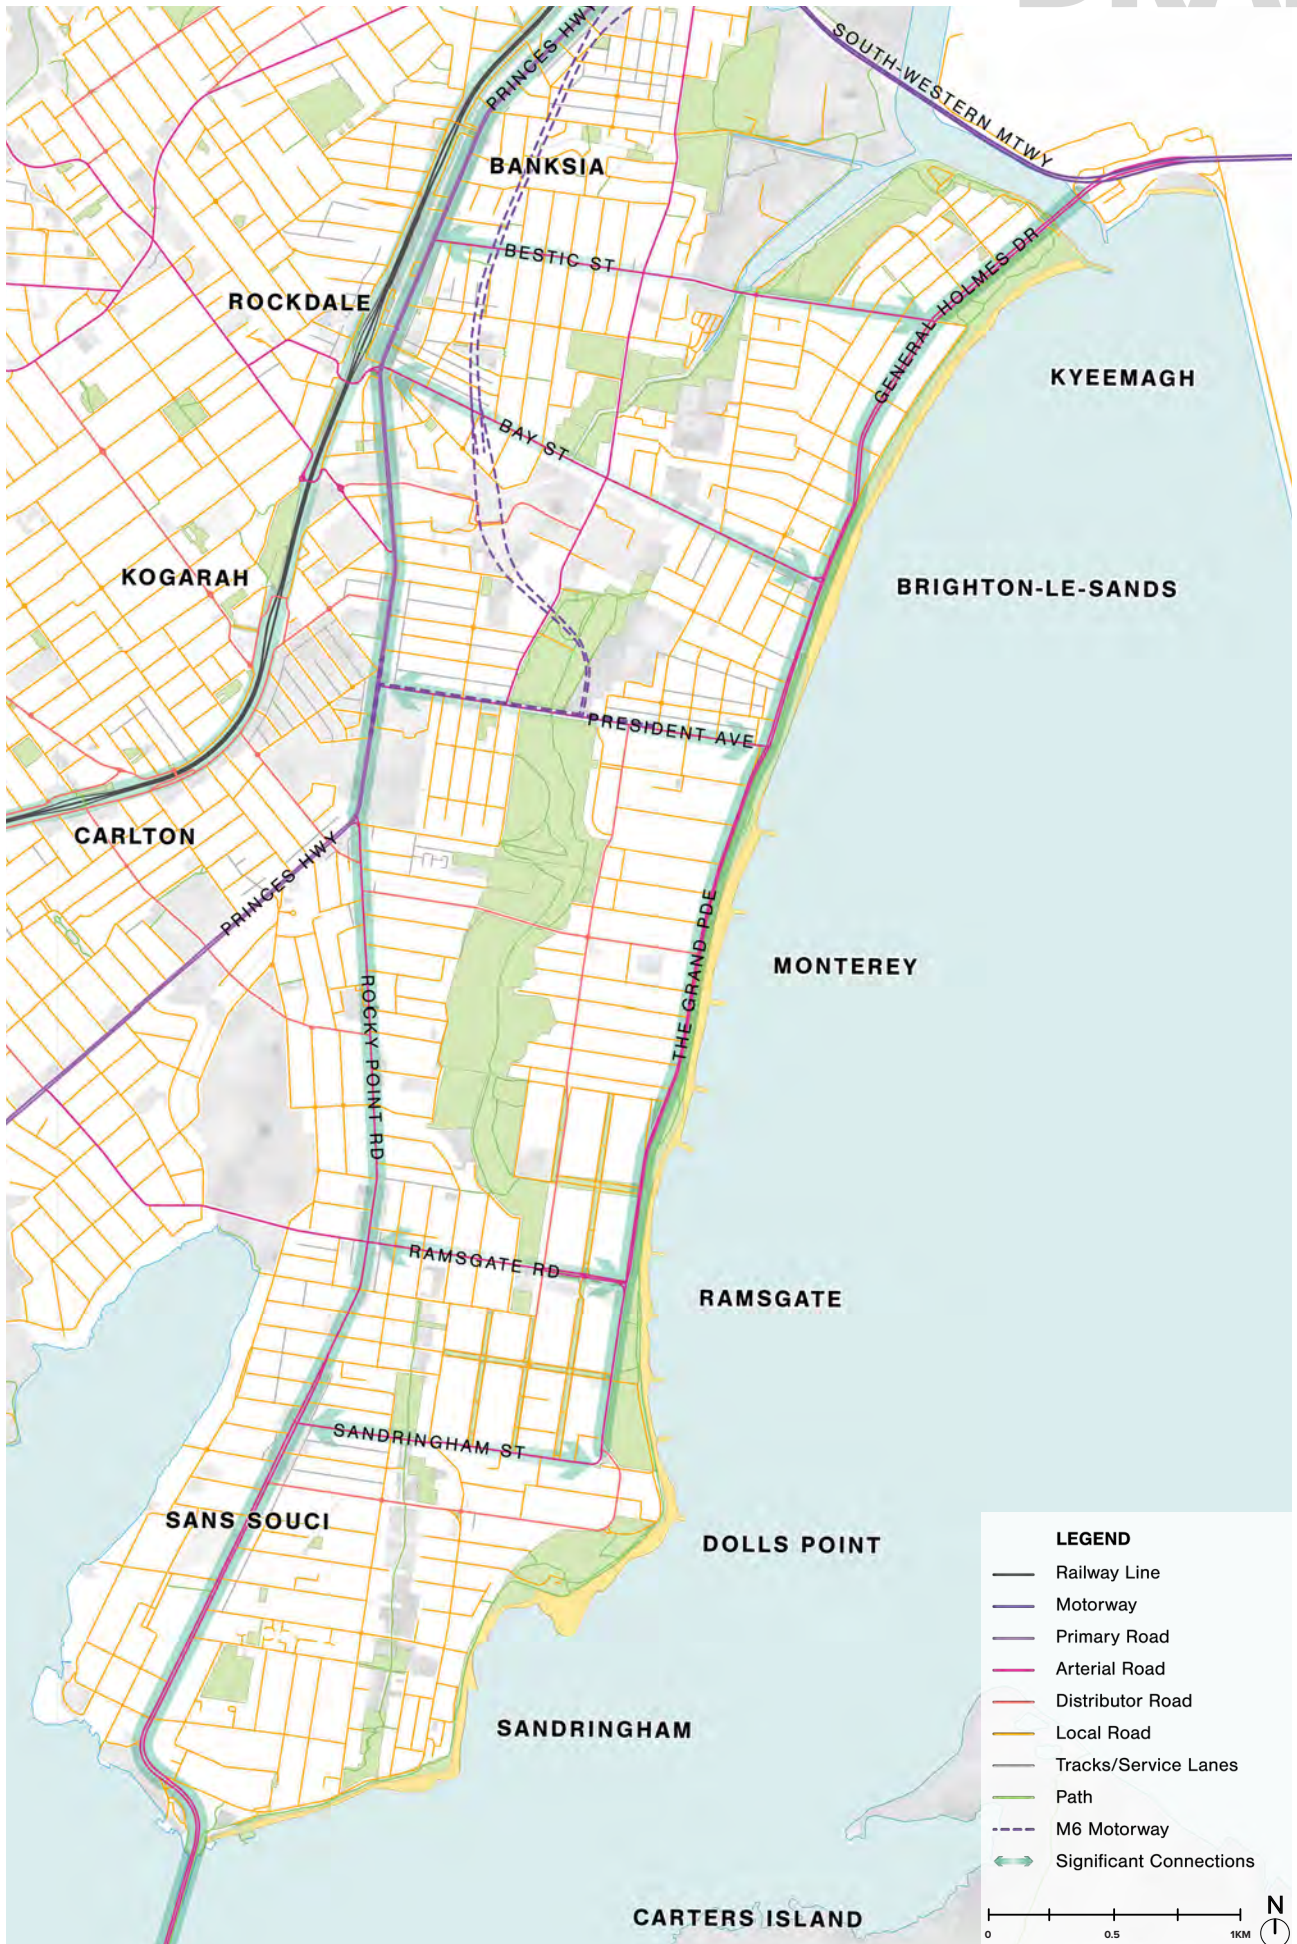 PRINCES HWY
SOUTH-WESTERN MTWY
BANKSIA
BESTIC ST
GENERAL HOLMES DR
ROCKDALE
KYEEMAGH
BAY ST
KOGARAH
BRIGHTON-LE-SANDS
PRESIDENT AVE
CARLTON
PRINCES HWY
THE GRAND PDE
MONTEREY
ROCKY POINT RD
RAMSGATE RD
RAMSGATE
SANDRINGHAM ST
SANS SOUCI
DOLLS POINT
SANDRINGHAM
CARTERS ISLAND
LEGEND
Railway Line
Motorway
Primary Road
Arterial Road
Distributor Road
Local Road
Tracks/Service Lanes
Path
M6 Motorway
Significant Connections
N
0 0.5 1KM